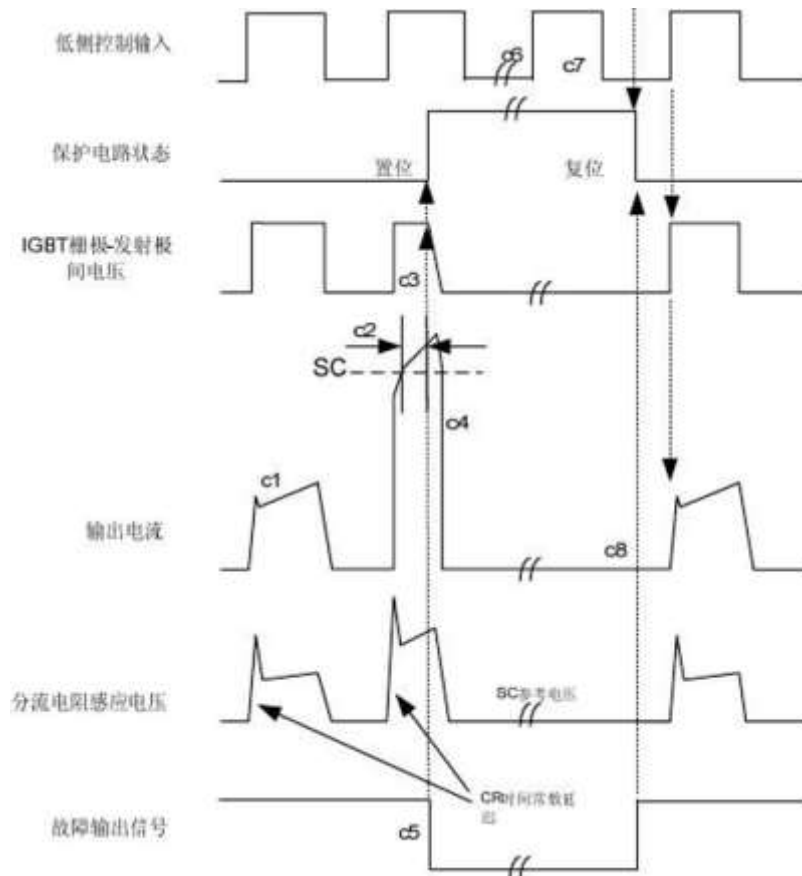 低侧控制输入
c6
c7
保护电路状态
置位
复位
IGBT栅极-发射极
间电压
c3
c2
SC
c4
c1
输出电流
c8
分流电阻感应电压
SC参考电压
CR时间常数延
迟
故障输出信号
c5